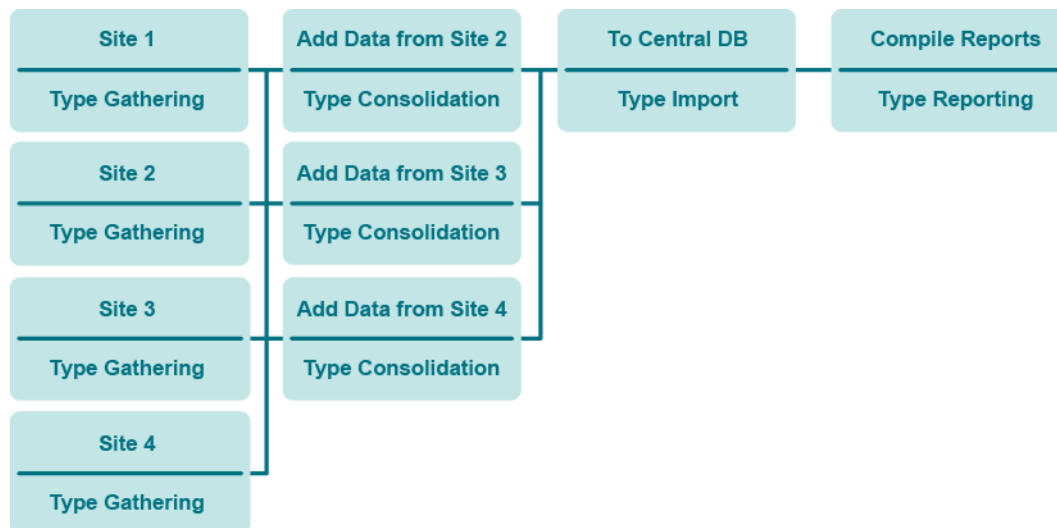 Site 1
Type Gathering
Site 2
Type Gathering
Site 3
Type Gathering
Site 4
Type Gathering
Add Data from Site 2
Type Consolidation
Add Data from Site 3
Type Consolidation
Add Data from Site 4
Type Consolidation
To Central DB
Type Import
Compile Reports
Type Reporting